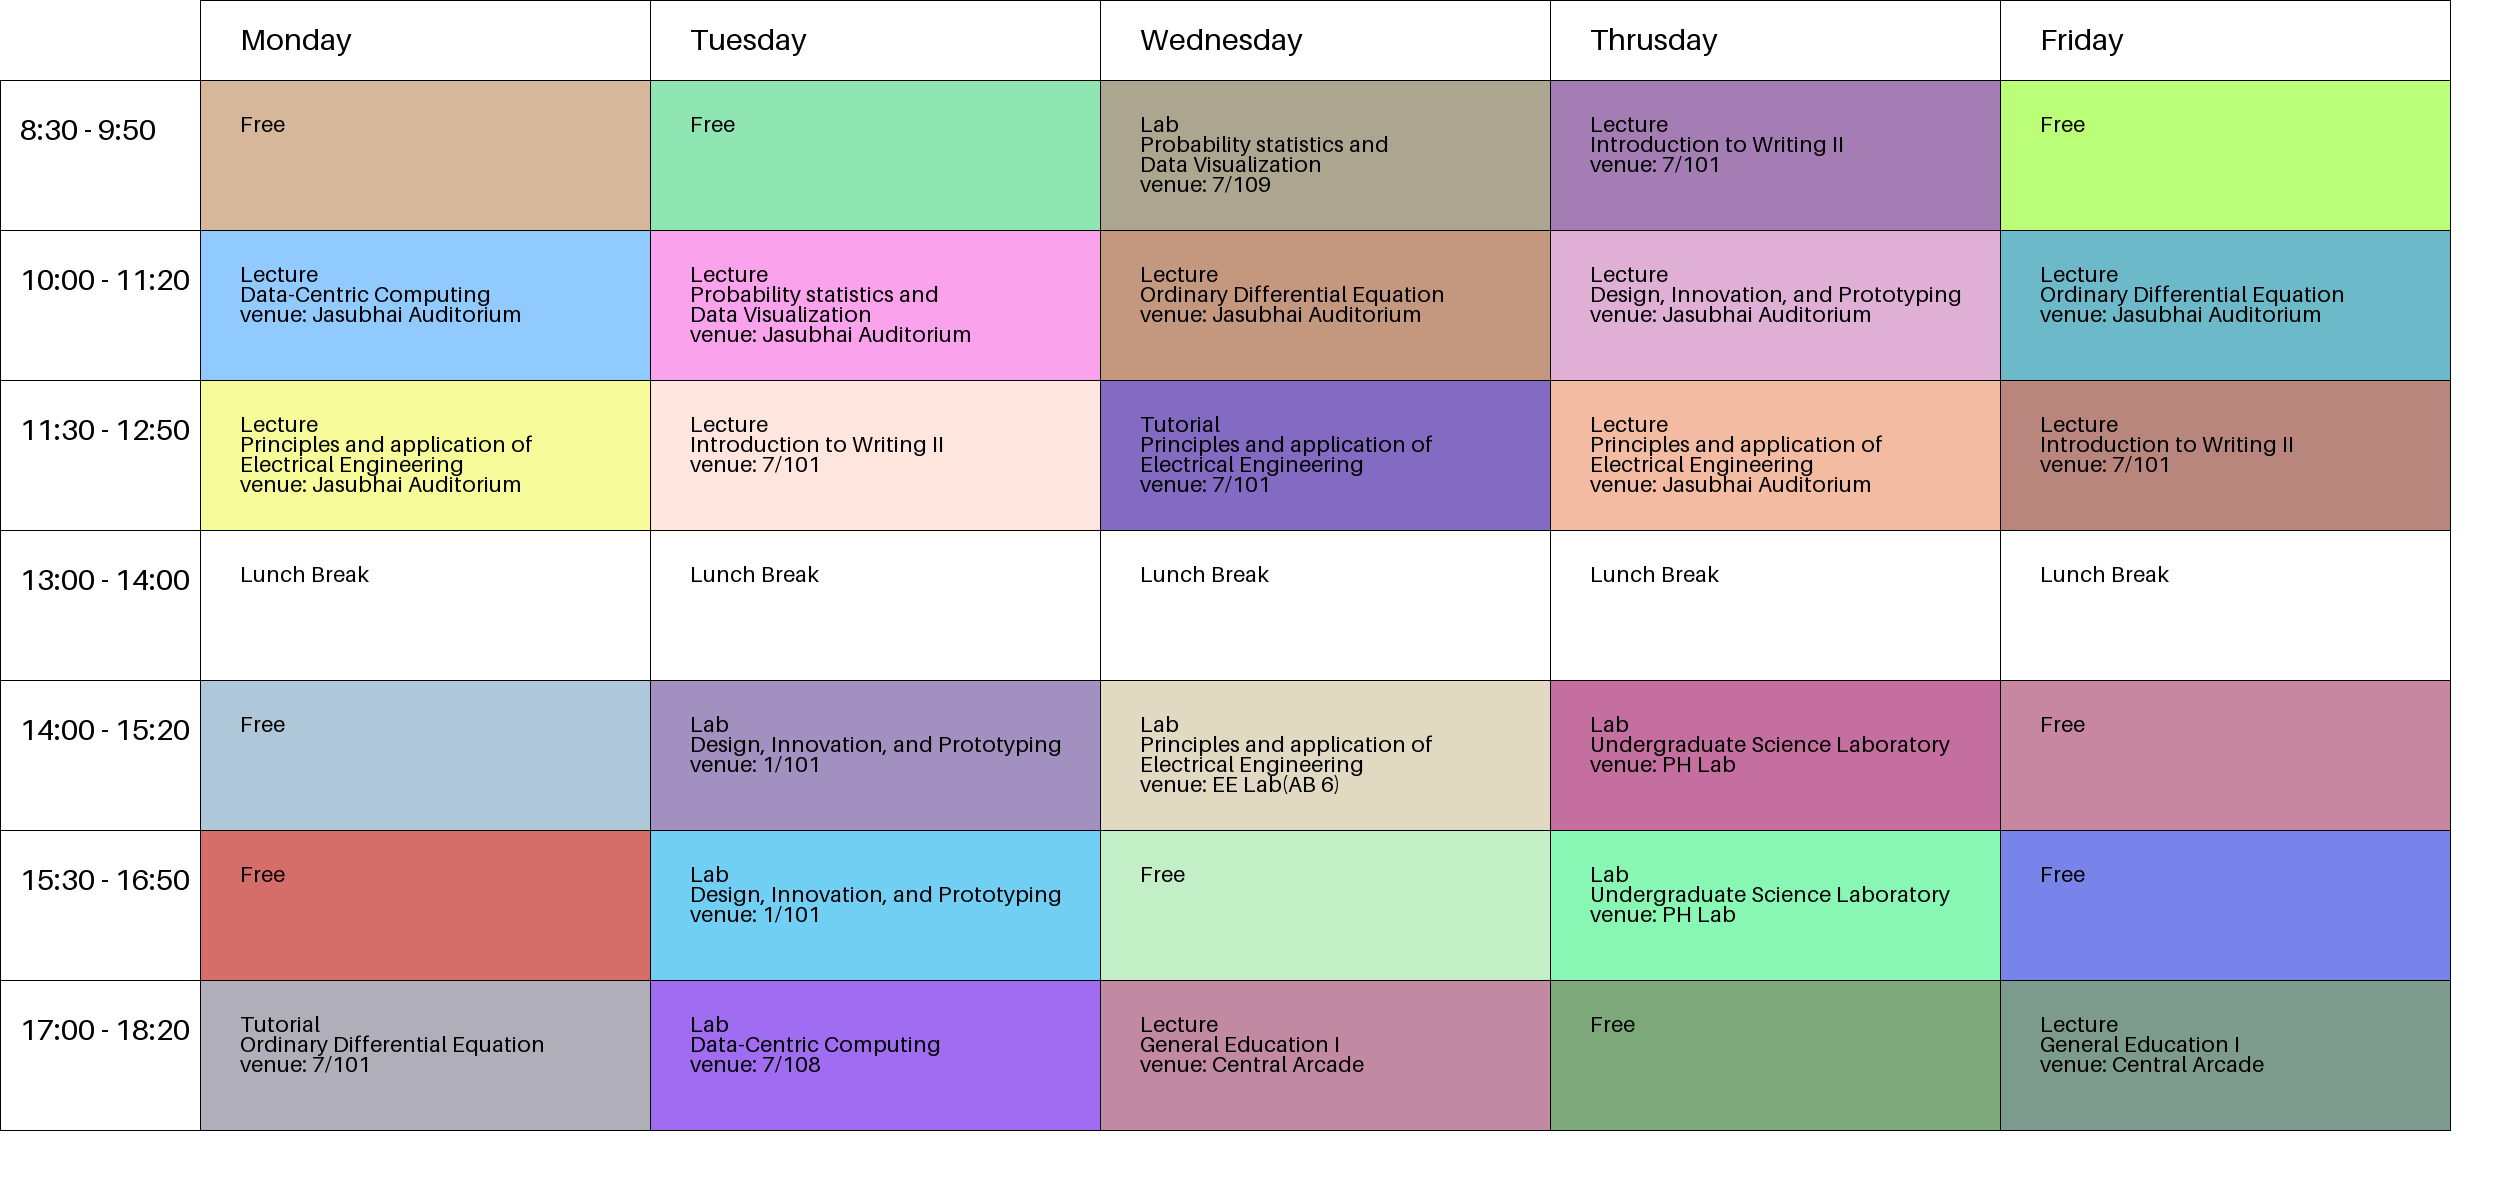 Monday
Tuesday
Wednesday
Thrusday
Friday
8:30 - 9:50
Free
Free
Lab
Probability statistics and
Data Visualization
venue: 7/109
Lecture
Introduction to Writing II
venue: 7/101
Free
10:00 - 11:20
Lecture
Data-Centric Computing
venue: Jasubhai Auditorium
Lecture
Probability statistics and
Data Visualization
venue: Jasubhai Auditorium
Lecture
Ordinary Differential Equation
venue: Jasubhai Auditorium
Lecture
Design, Innovation, and Prototyping
venue: Jasubhai Auditorium
Lecture
Ordinary Differential Equation
venue: Jasubhai Auditorium
11:30 - 12:50
Lecture
Principles and application of
Electrical Engineering
venue: Jasubhai Auditorium
Lecture
Introduction to Writing II
venue: 7/101
Tutorial
Principles and application of
Electrical Engineering
venue: 7/101
Lecture
Principles and application of
Electrical Engineering
venue: Jasubhai Auditorium
Lecture
Introduction to Writing II
venue: 7/101
13:00 - 14:00
Lunch Break
Lunch Break
Lunch Break
Lunch Break
Lunch Break
14:00 - 15:20
Free
Lab
Design, Innovation, and Prototyping
venue: 1/101
Lab
Principles and application of
Electrical Engineering
venue: EE Lab(AB 6)
Lab
Undergraduate Science Laboratory
venue: PH Lab
Free
15:30 - 16:50
Free
Lab
Design, Innovation, and Prototyping
venue: 1/101
Free
Lab
Undergraduate Science Laboratory
venue: PH Lab
Free
17:00 - 18:20
Tutorial
Ordinary Differential Equation
venue: 7/101
Lab
Data-Centric Computing
venue: 7/108
Lecture
General Education I
venue: Central Arcade
Free
Lecture
General Education I
venue: Central Arcade